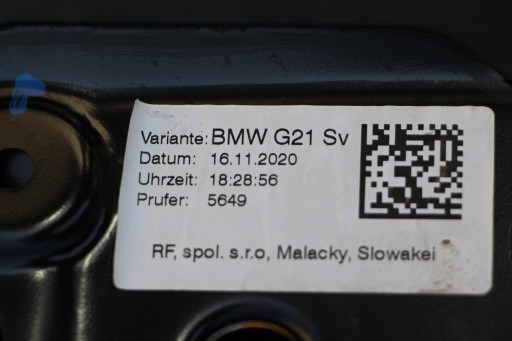 Variante: BMW G21 Sv
Datum: 16.11.2020
Uhrzeit: 18:28:56
Prufer: 5649
RF, spol. s.r.o, Malacky, Slowakei